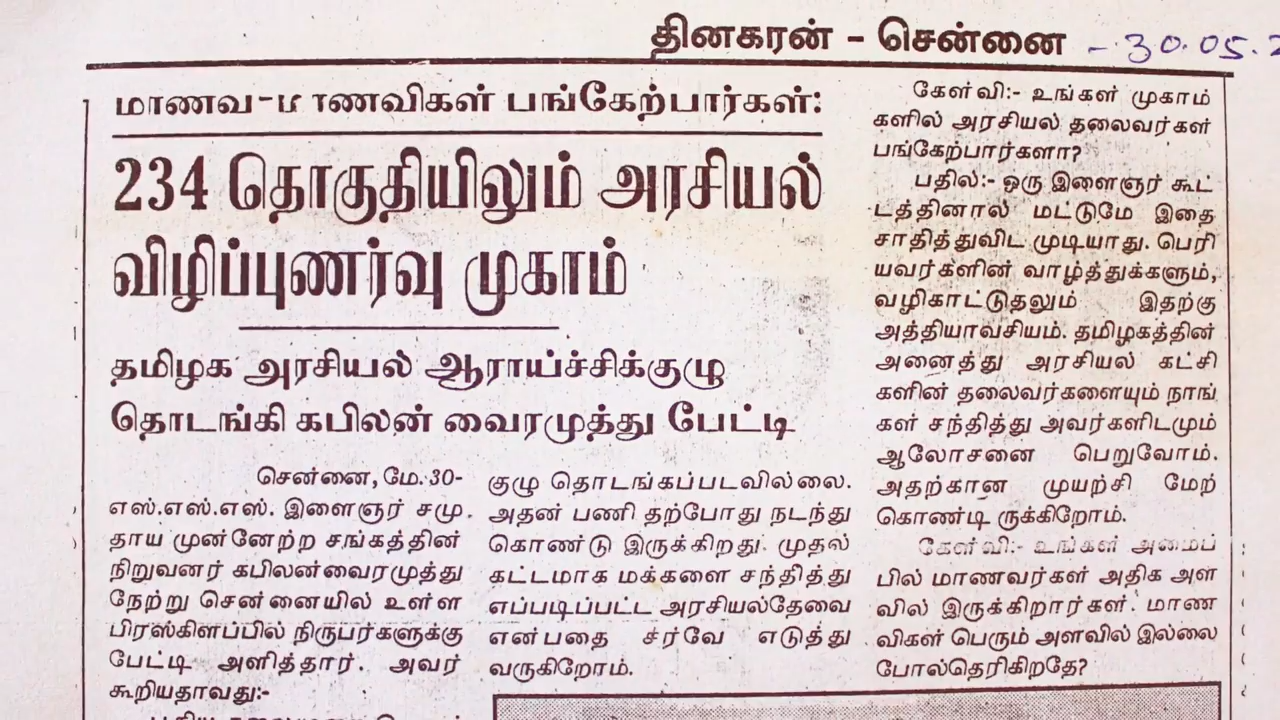 தினகரன் - சென்னை - 30.05.2
மாணவ-மாணவிகள் பங்கேற்பார்கள்:
234 தொகுதியிலும் அரசியல்
விழிப்புணர்வு முகாம்
தமிழக அரசியல் ஆராய்ச்சிக்குழு
தொடங்கி கபிலன் வைரமுத்து பேட்டி
சென்னை, மே. 30-
எஸ்.எஸ்.எஸ். இளைஞர் சமு
தாய முன்னேற்ற சங்கத்தின்
நிறுவனர் கபிலன்வைரமுத்து
நேற்று சென்னையில் உள்ள
பிரஸ்கிளப்பில் நிருபர்களுக்கு
பேட்டி அளித்தார். அவர்
கூறியதாவது:-
குழு தொடங்கப்படவில்லை.
அதன் பணி தற்போது நடந்து
கொண்டு இருக்கிறது. முதல்
கட்டமாக மக்களை சந்தித்து
எப்படிப்பட்ட அரசியல்தேவை
என்பதை சர்வே எடுத்து
வருகிறோம்.
கேள்வி:- உங்கள் முகாம்
களில் அரசியல் தலைவர்கள்
பங்கேற்பார்களா?
பதில்:- ஒரு இளைஞர் கூட்
டத்தினால் மட்டுமே இதை
சாதித்துவிட முடியாது. பெரி
யவர்களின் வாழ்த்துக்களும்,
வழிகாட்டுதலும் இதற்கு
அத்தியாவசியம். தமிழகத்தின்
அனைத்து அரசியல் கட்சி
களின் தலைவர்களையும் நாங்
கள் சந்தித்து அவர்களிடமும்
ஆலோசனை பெறுவோம்.
அதற்கான முயற்சி மேற்
கொண்டி ருக்கிறோம்.
கேள்வி:- உங்கள் அமைப்
பில் மாணவர்கள் அதிக அள
வில் இருக்கிறார்கள். மாண
விகள் பெரும் அளவில் இல்லை
போல்தெரிகிறதே?